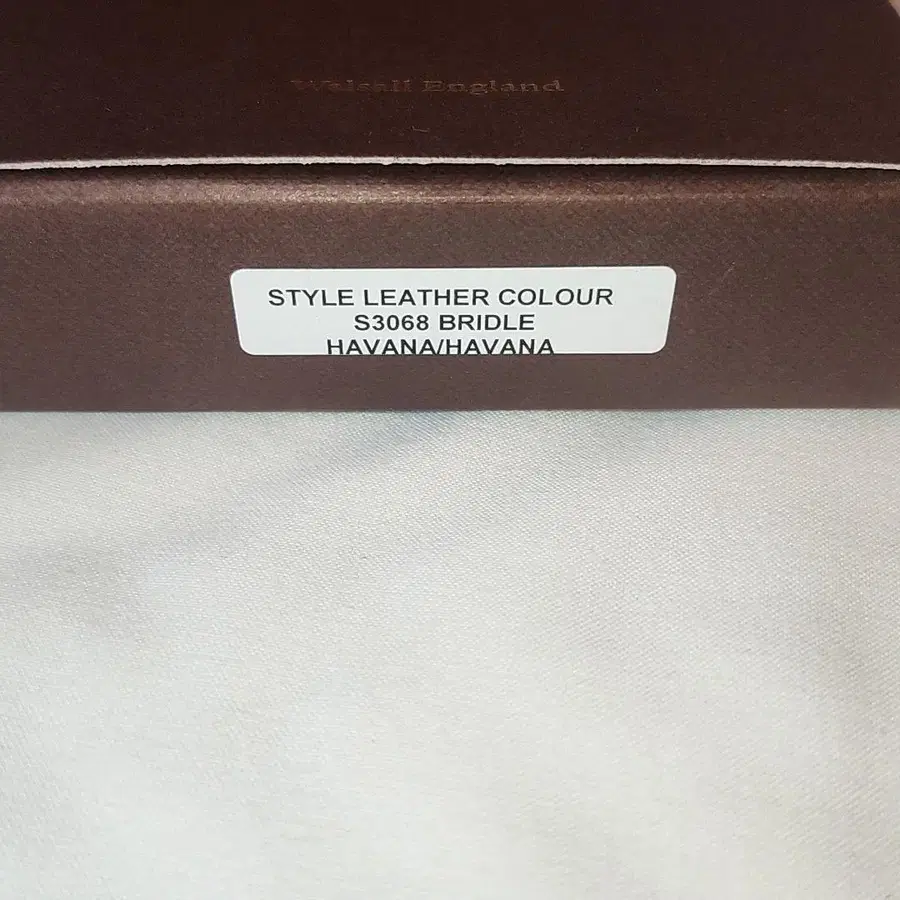 Walsall England
STYLE LEATHER COLOUR
S3068 BRIDLE
HAVANA/HAVANA